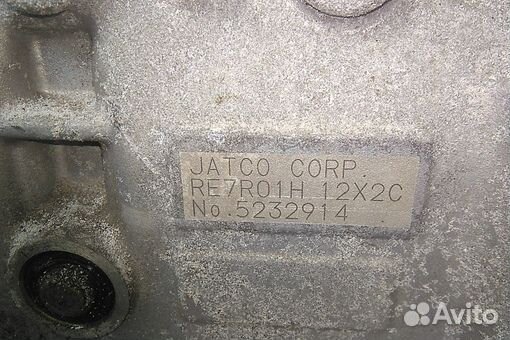 JATCO CORP.
RE7R01H 12X2C
No.5232914
Avito